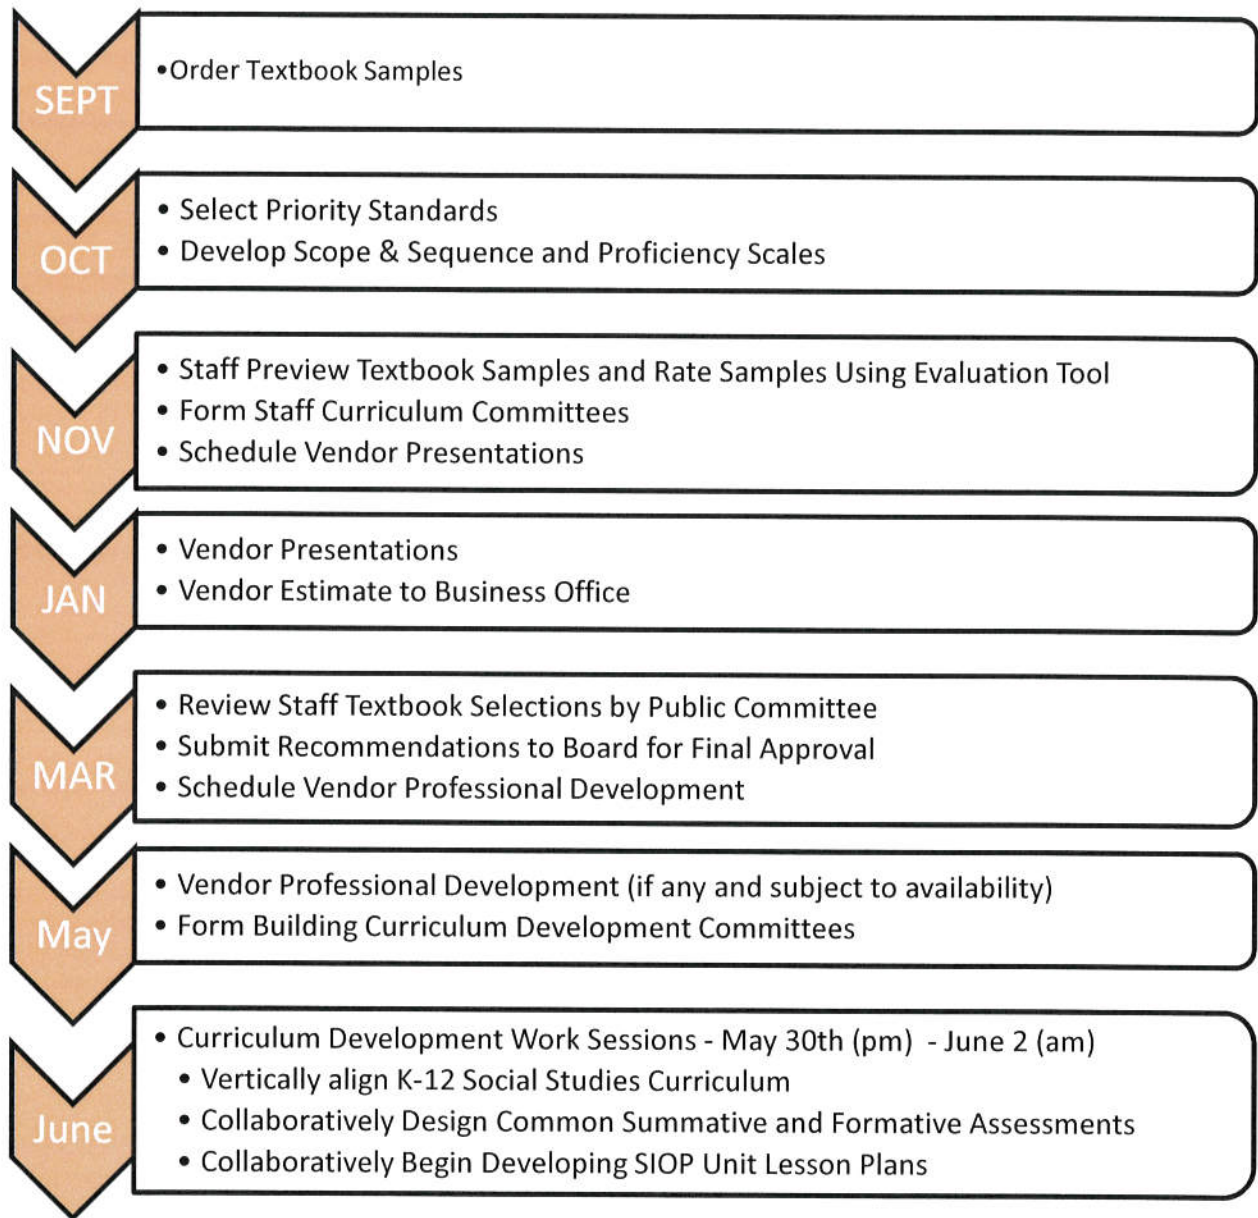 SEPT
•Order Textbook Samples
OCT
• Select Priority Standards
• Develop Scope & Sequence and Proficiency Scales
NOV
• Staff Preview Textbook Samples and Rate Samples Using Evaluation Tool
• Form Staff Curriculum Committees
• Schedule Vendor Presentations
JAN
• Vendor Presentations
• Vendor Estimate to Business Office
MAR
• Review Staff Textbook Selections by Public Committee
• Submit Recommendations to Board for Final Approval
• Schedule Vendor Professional Development
May
• Vendor Professional Development (if any and subject to availability)
• Form Building Curriculum Development Committees
June
• Curriculum Development Work Sessions - May 30th (pm) - June 2 (am)
• Vertically align K-12 Social Studies Curriculum
• Collaboratively Design Common Summative and Formative Assessments
• Collaboratively Begin Developing SIOP Unit Lesson Plans